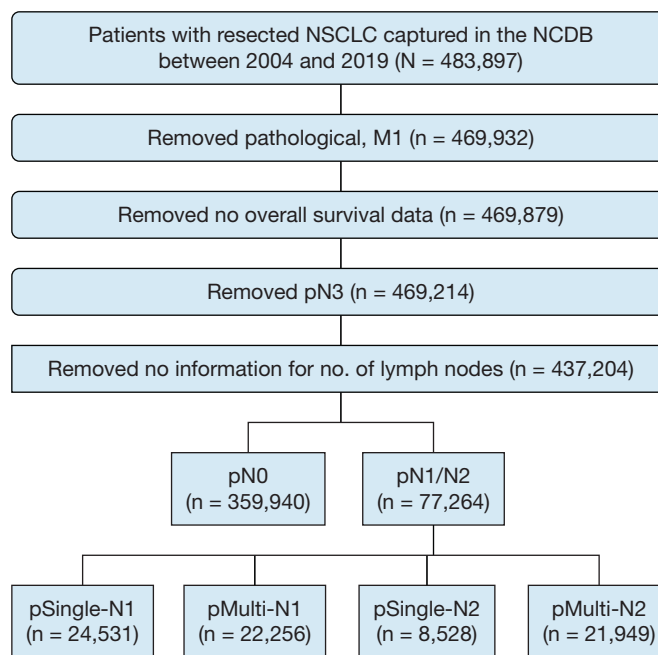 Patients with resected NSCLC captured in the NCDB
between 2004 and 2019 (N = 483,897)
Removed pathological, M1 (n = 469,932)
Removed no overall survival data (n = 469,879)
Removed pN3 (n = 469,214)
Removed no information for no. of lymph nodes (n = 437,204)
pN0
(n = 359,940)
pN1/N2
(n = 77,264)
pSingle-N1
(n = 24,531)
pMulti-N1
(n = 22,256)
pSingle-N2
(n = 8,528)
pMulti-N2
(n = 21,949)